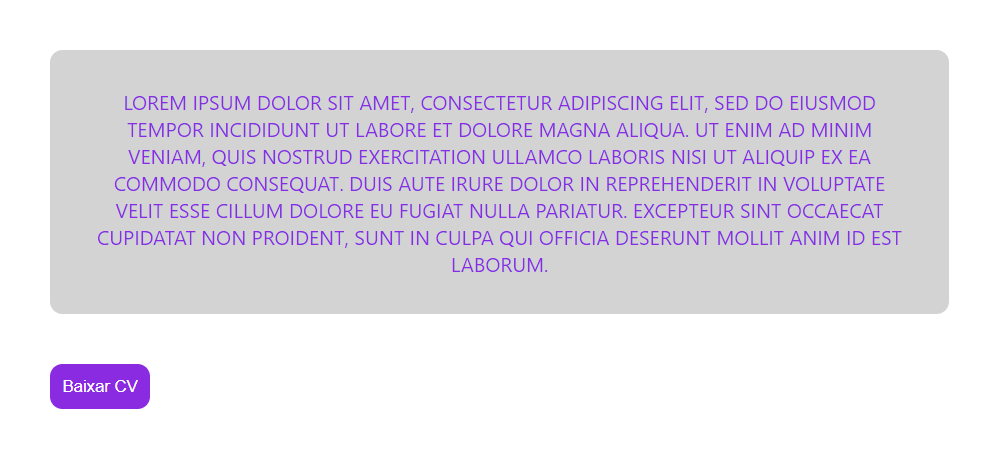 LOREM IPSUM DOLOR SIT AMET, CONSECTETUR ADIPISCING ELIT, SED DO EIUSMOD
TEMPOR INCIDIDUNT UT LABORE ET DOLORE MAGNA ALIQUA. UT ENIM AD MINIM
VENIAM, QUIS NOSTRUD EXERCITATION ULLAMCO LABORIS NISI UT ALIQUIP EX EA
COMMODO CONSEQUAT. DUIS AUTE IRURE DOLOR IN REPREHENDERIT IN VOLUPTATE
VELIT ESSE CILLUM DOLORE EU FUGIAT NULLA PARIATUR. EXCEPTEUR SINT OCCAECAT
CUPIDATAT NON PROIDENT, SUNT IN CULPA QUI OFFICIA DESERUNT MOLLIT ANIM ID EST
LABORUM.
Baixar CV